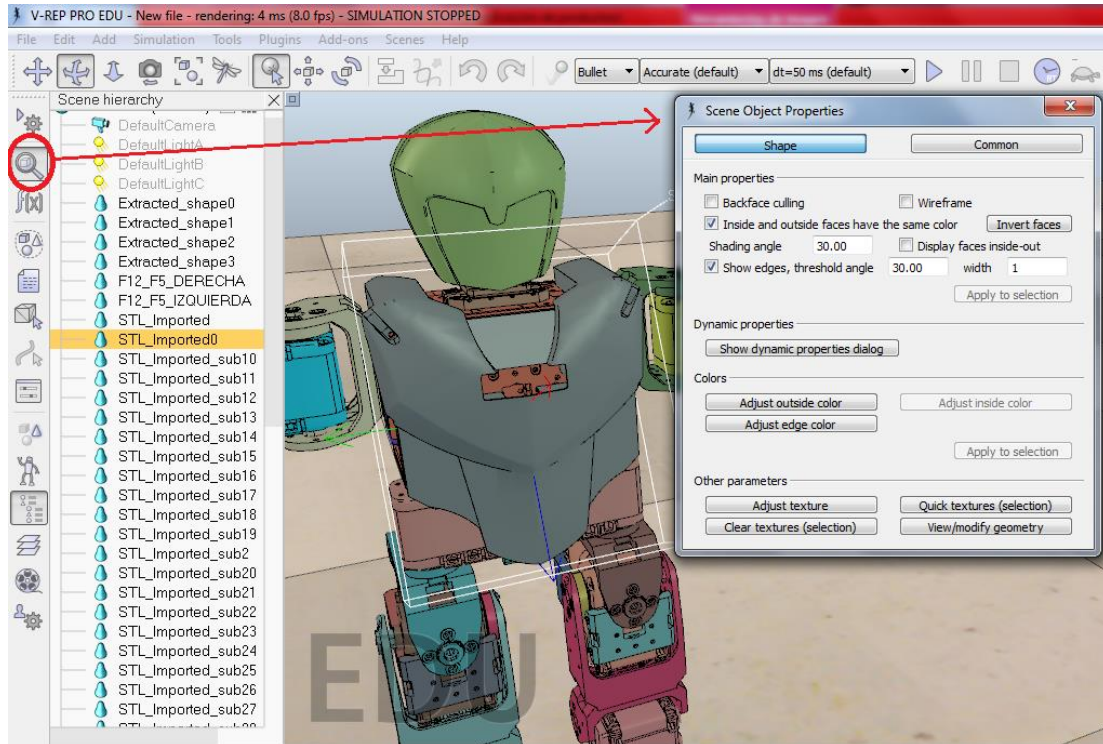 V-REP PRO EDU - New file - rendering: 4 ms (8.0 fps) - SIMULATION STOPPED
File Edit Add Simulation Tools Plugins Add-ons Scenes Help
Bullet Accurate (default) dt=50 ms (default)
Scene hierarchy
f(x)
DefaultCamera
DefaultLightA
DefaultLightB
DefaultLightC
Extracted_shape0
Extracted_shape1
Extracted_shape2
Extracted_shape3
F12_F5_DERECHA
F12_F5_IZQUIERDA
STL_Imported
STL_Imported0
STL_Imported_sub10
STL_Imported_sub11
STL_Imported_sub12
STL_Imported_sub13
STL_Imported_sub14
STL_Imported_sub15
STL_Imported_sub16
STL_Imported_sub17
STL_Imported_sub18
STL_Imported_sub19
STL_Imported_sub2
STL_Imported_sub20
STL_Imported_sub21
STL_Imported_sub22
STL_Imported_sub23
STL_Imported_sub24
STL_Imported_sub25
STL_Imported_sub26
STL_Imported_sub27
EDU
Scene Object Properties
Shape Common
Main properties
Backface culling Wireframe
Inside and outside faces have the same color Invert faces
Shading angle 30.00 Display faces inside-out
Show edges, threshold angle 30.00 width 1
Apply to selection
Dynamic properties
Show dynamic properties dialog
Colors
Adjust outside color Adjust inside color
Adjust edge color
Apply to selection
Other parameters
Adjust texture Quick textures (selection)
Clear textures (selection) View/modify geometry